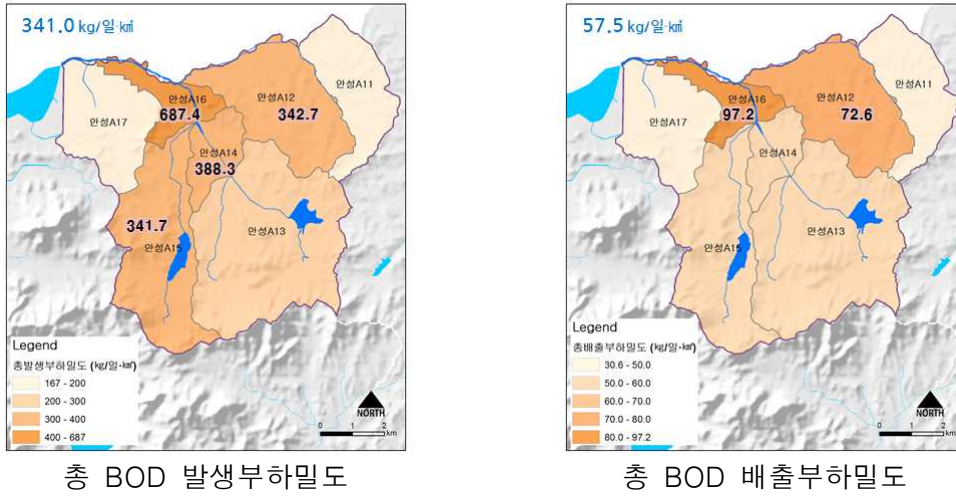 341.0 kg/일·㎢
안성A11
안성A12
342.7
안성A16
687.4
안성A17
안성A14
388.3
341.7
안성A13
안성A15
Legend
총발생부하밀도 (kg/일·㎢)
167 - 200
200 - 300
300 - 400
400 - 687
NORTH
0 1 2
km
총 BOD 발생부하밀도
57.5 kg/일·㎢
안성A11
안성A12
72.6
안성A16
97.2
안성A17
안성A14
안성A13
안성A15
Legend
총배출부하밀도 (kg/일·㎢)
30.6 - 50.0
50.0 - 60.0
60.0 - 70.0
70.0 - 80.0
80.0 - 97.2
NORTH
0 1 2
km
총 BOD 배출부하밀도